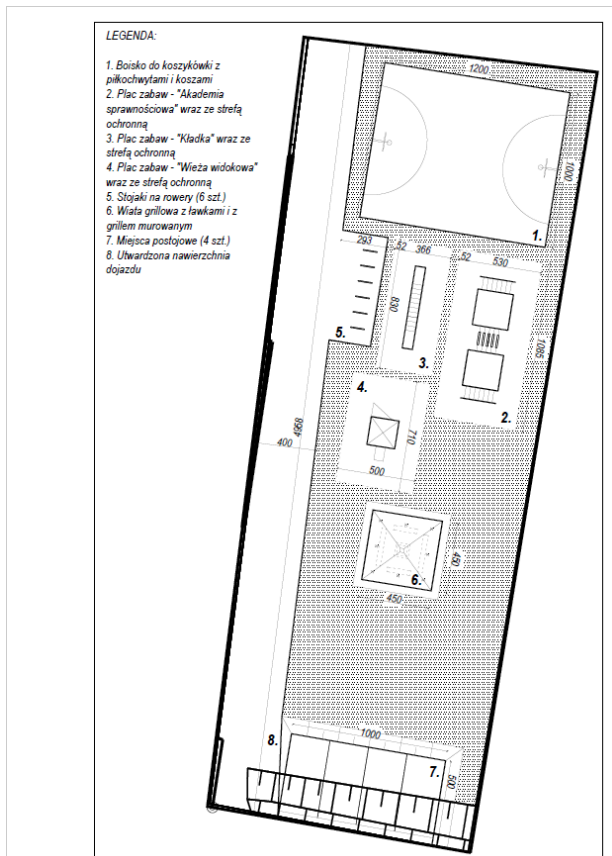 LEGENDA:
1. Boisko do koszykówki z
piłkochwytami i koszami
2. Plac zabaw - "Akademia
sprawnościowa" wraz ze strefą
ochronną
3. Plac zabaw - "Kładka" wraz ze
strefą ochronną
4. Plac zabaw - "Wieża widokowa"
wraz ze strefą ochronną
5. Stojaki na rowery (6 szt.)
6. Wiata grillowa z ławkami i z
grillem murowanym
7. Miejsca postojowe (4 szt.)
8. Utwardzona nawierzchnia
dojazdu
1200
1000
1.
293
52
366
52
530
830
1085
5.
3.
4.
2.
4968
400
710
500
450
6.
450
8.
1000
7.
500